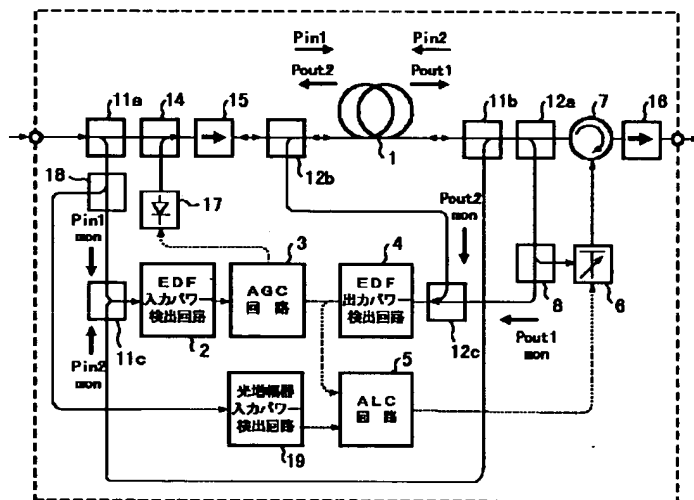 Pin1
Pin2
Pout2
Pout1
11a
14
15
11b
12a
7
16
1
12b
18
17
Pin1
mon
Pout2
mon
3
4
EDF
入力パワー
検出回路
AGC
回路
EDF
出力パワー
検出回路
8
6
11c
2
12c
Pout1
mon
Pin2
mon
5
光増幅器
入力パワー
検出回路
ALC
回路
19